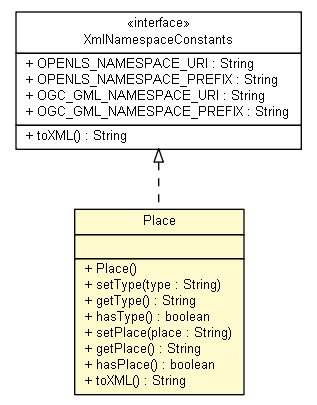 «interface»
XmlNamespaceConstants
+ OPENLS_NAMESPACE_URI : String
+ OPENLS_NAMESPACE_PREFIX : String
+ OGC_GML_NAMESPACE_URI : String
+ OGC_GML_NAMESPACE_PREFIX : String
+ toXML() : String
Place
+ Place()
+ setType(type : String)
+ getType() : String
+ hasType() : boolean
+ setPlace(place : String)
+ getPlace() : String
+ hasPlace() : boolean
+ toXML() : String